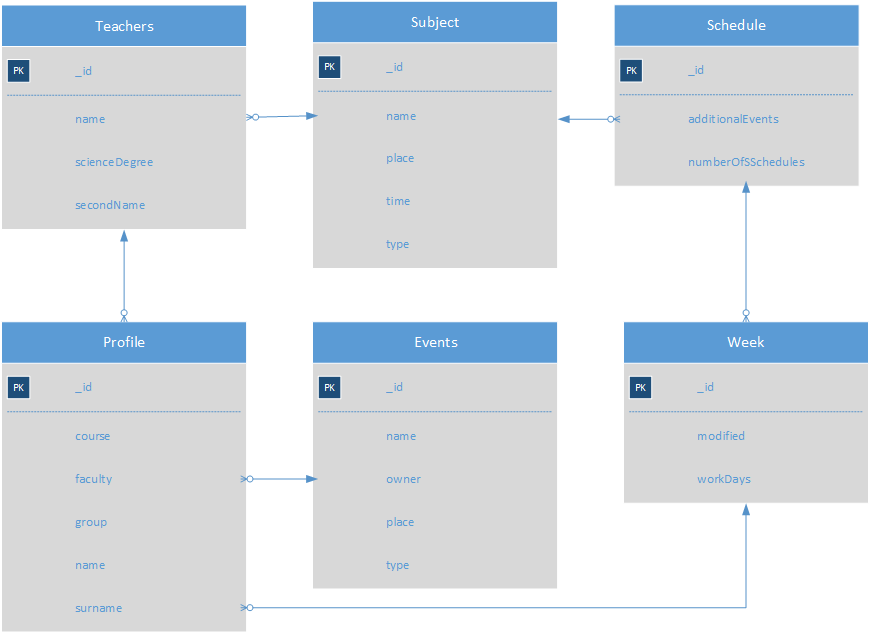 Teachers
PK _id
name
scienceDegree
secondName
Subject
PK _id
name
place
time
type
Schedule
PK _id
additionalEvents
numberOfSSchedules
Profile
PK _id
course
faculty
group
name
surname
Events
PK _id
name
owner
place
type
Week
PK _id
modified
workDays